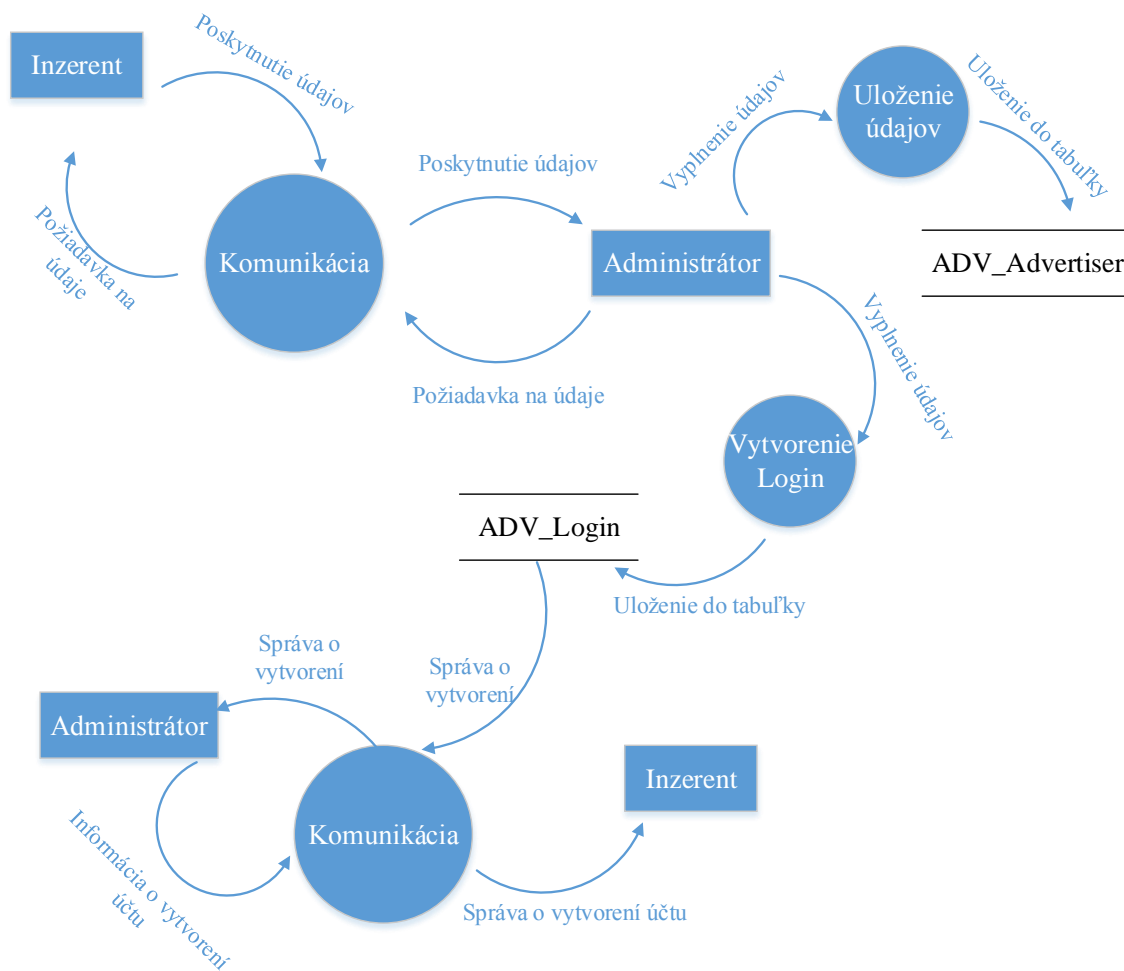 Inzerent
Poskytnutie údajov
Požiadavka na
údaje
Komunikácia
Poskytnutie údajov
Požiadavka na údaje
Administrátor
Vyplnenie údajov
Uloženie
údajov
Uloženie do tabuľky
ADV_Advertiser
Vyplnenie údajov
Vytvorenie
Login
Uloženie do tabuľky
ADV_Login
Správa o
vytvorení
Správa o
vytvorení
Administrátor
Informácia o vytvorení
účtu
Komunikácia
Správa o vytvorení účtu
Inzerent